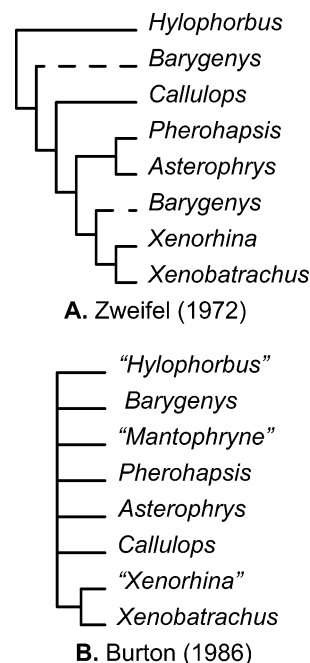 Hylophorbus
Barygenys
Callulops
Pherohapsis
Asterophrys
Barygenys
Xenorhina
Xenobatrachus
A. Zweifel (1972)
“Hylophorbus”
Barygenys
“Mantophryne”
Pherohapsis
Asterophrys
Callulops
“Xenorhina”
Xenobatrachus
B. Burton (1986)